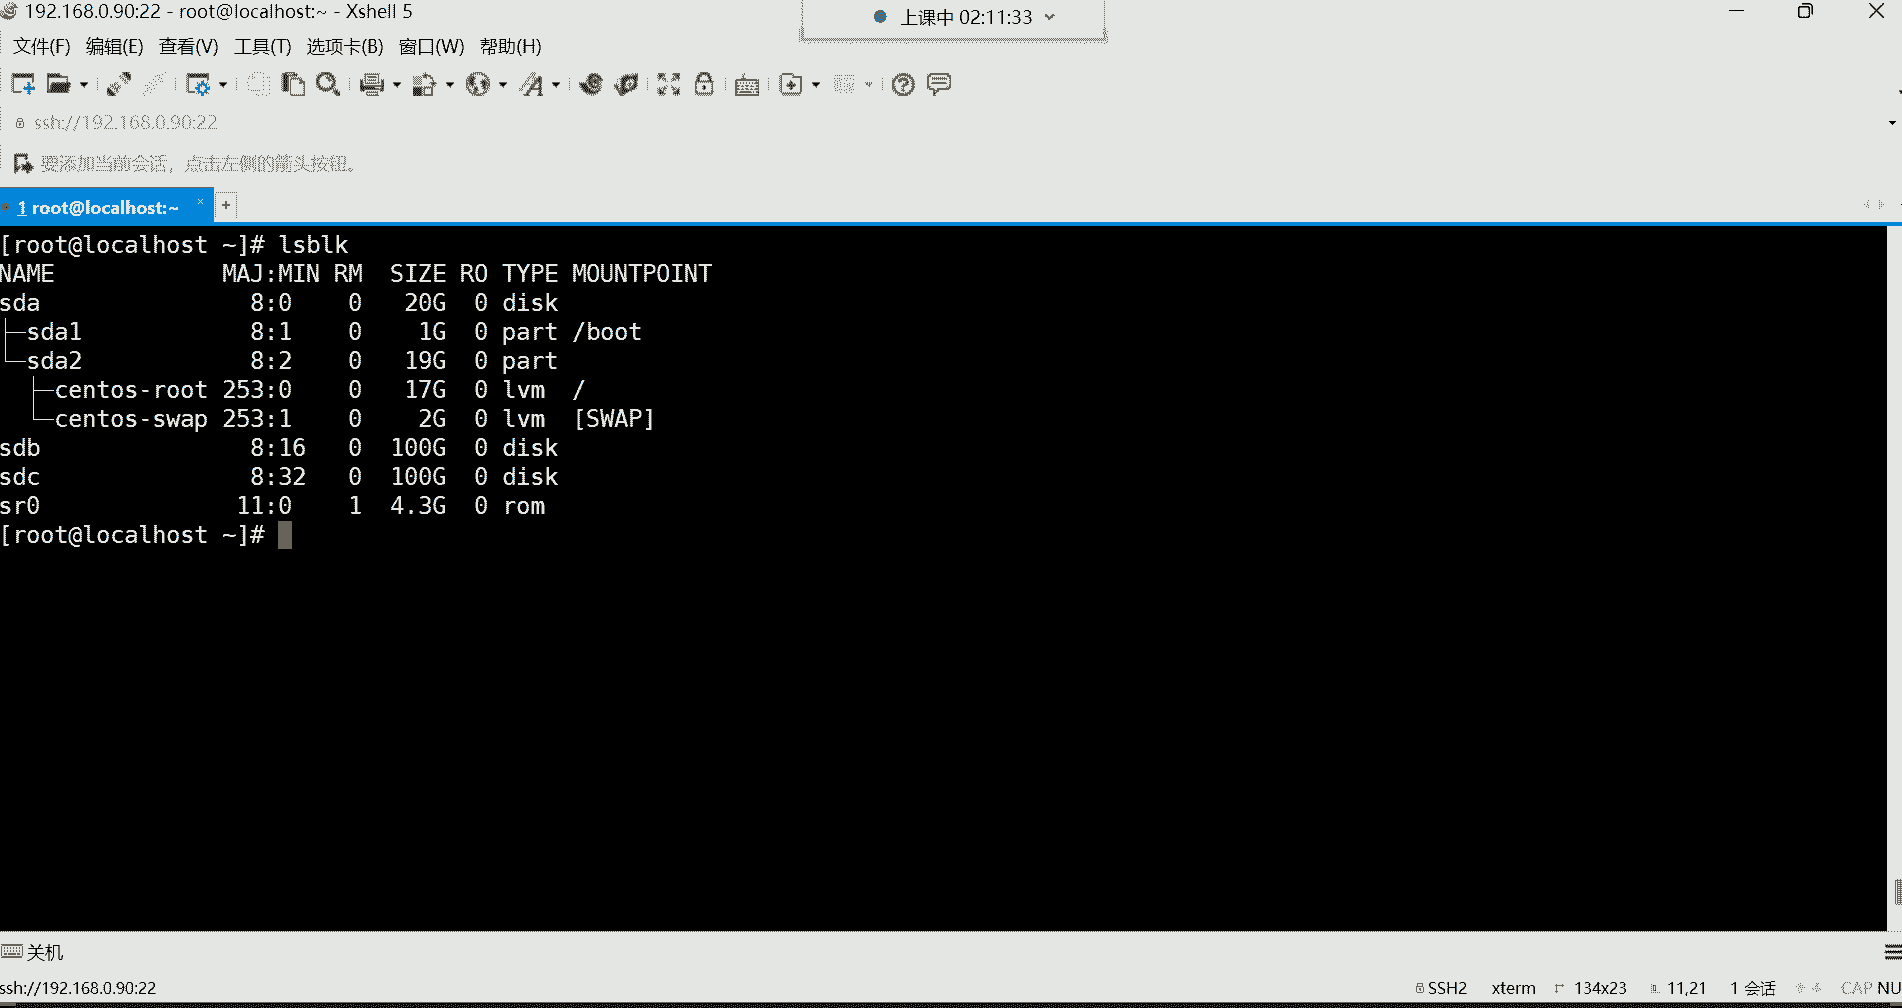 192.168.0.90:22 - root@localhost:~ - Xshell 5
上课中 02:11:33
文件(F) 编辑(E) 查看(V) 工具(T) 选项卡(B) 窗口(W) 帮助(H)
ssh://192.168.0.90:22
要添加当前会话，点击左侧的箭头按钮。
1 root@localhost:~ × +
[root@localhost ~]# lsblk
NAME            MAJ:MIN RM  SIZE RO TYPE MOUNTPOINT
sda               8:0    0   20G  0 disk
├─sda1            8:1    0    1G  0 part /boot
└─sda2            8:2    0   19G  0 part
  ├─centos-root 253:0    0   17G  0 lvm  /
  └─centos-swap 253:1    0    2G  0 lvm  [SWAP]
sdb               8:16   0  100G  0 disk
sdc               8:32   0  100G  0 disk
sr0              11:0    1  4.3G  0 rom
[root@localhost ~]#
关机
ssh://192.168.0.90:22 SSH2 xterm 134x23 11,21 1 会话 CAP NU